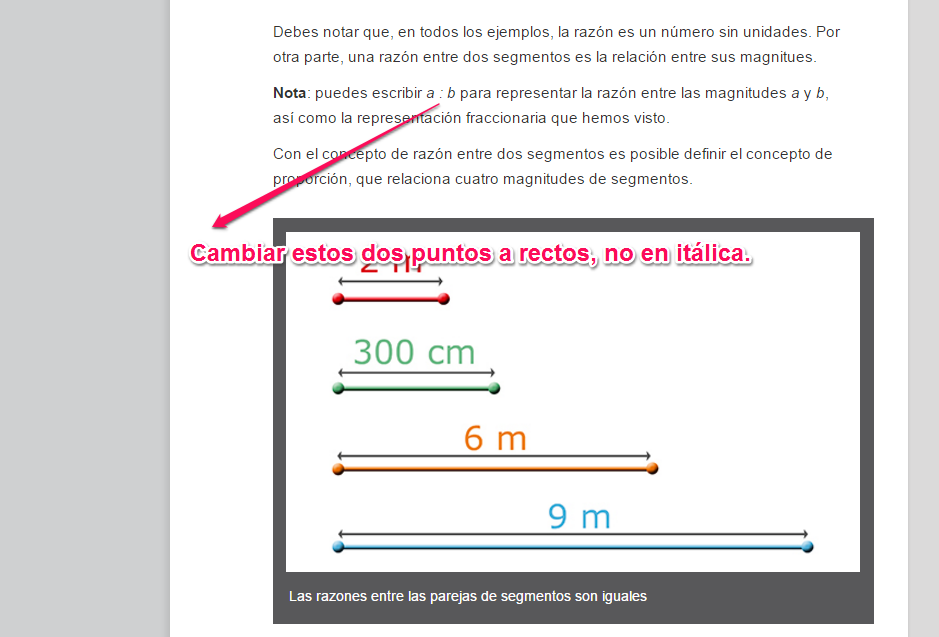 Debes notar que, en todos los ejemplos, la razón es un número sin unidades. Por
otra parte, una razón entre dos segmentos es la relación entre sus magnitues.
Nota: puedes escribir a : b para representar la razón entre las magnitudes a y b,
así como la representación fraccionaria que hemos visto.
Con el concepto de razón entre dos segmentos es posible definir el concepto de
proporción, que relaciona cuatro magnitudes de segmentos.
Cambiar estos dos puntos a rectos, no en itálica.
2 m
300 cm
6 m
9 m
Las razones entre las parejas de segmentos son iguales